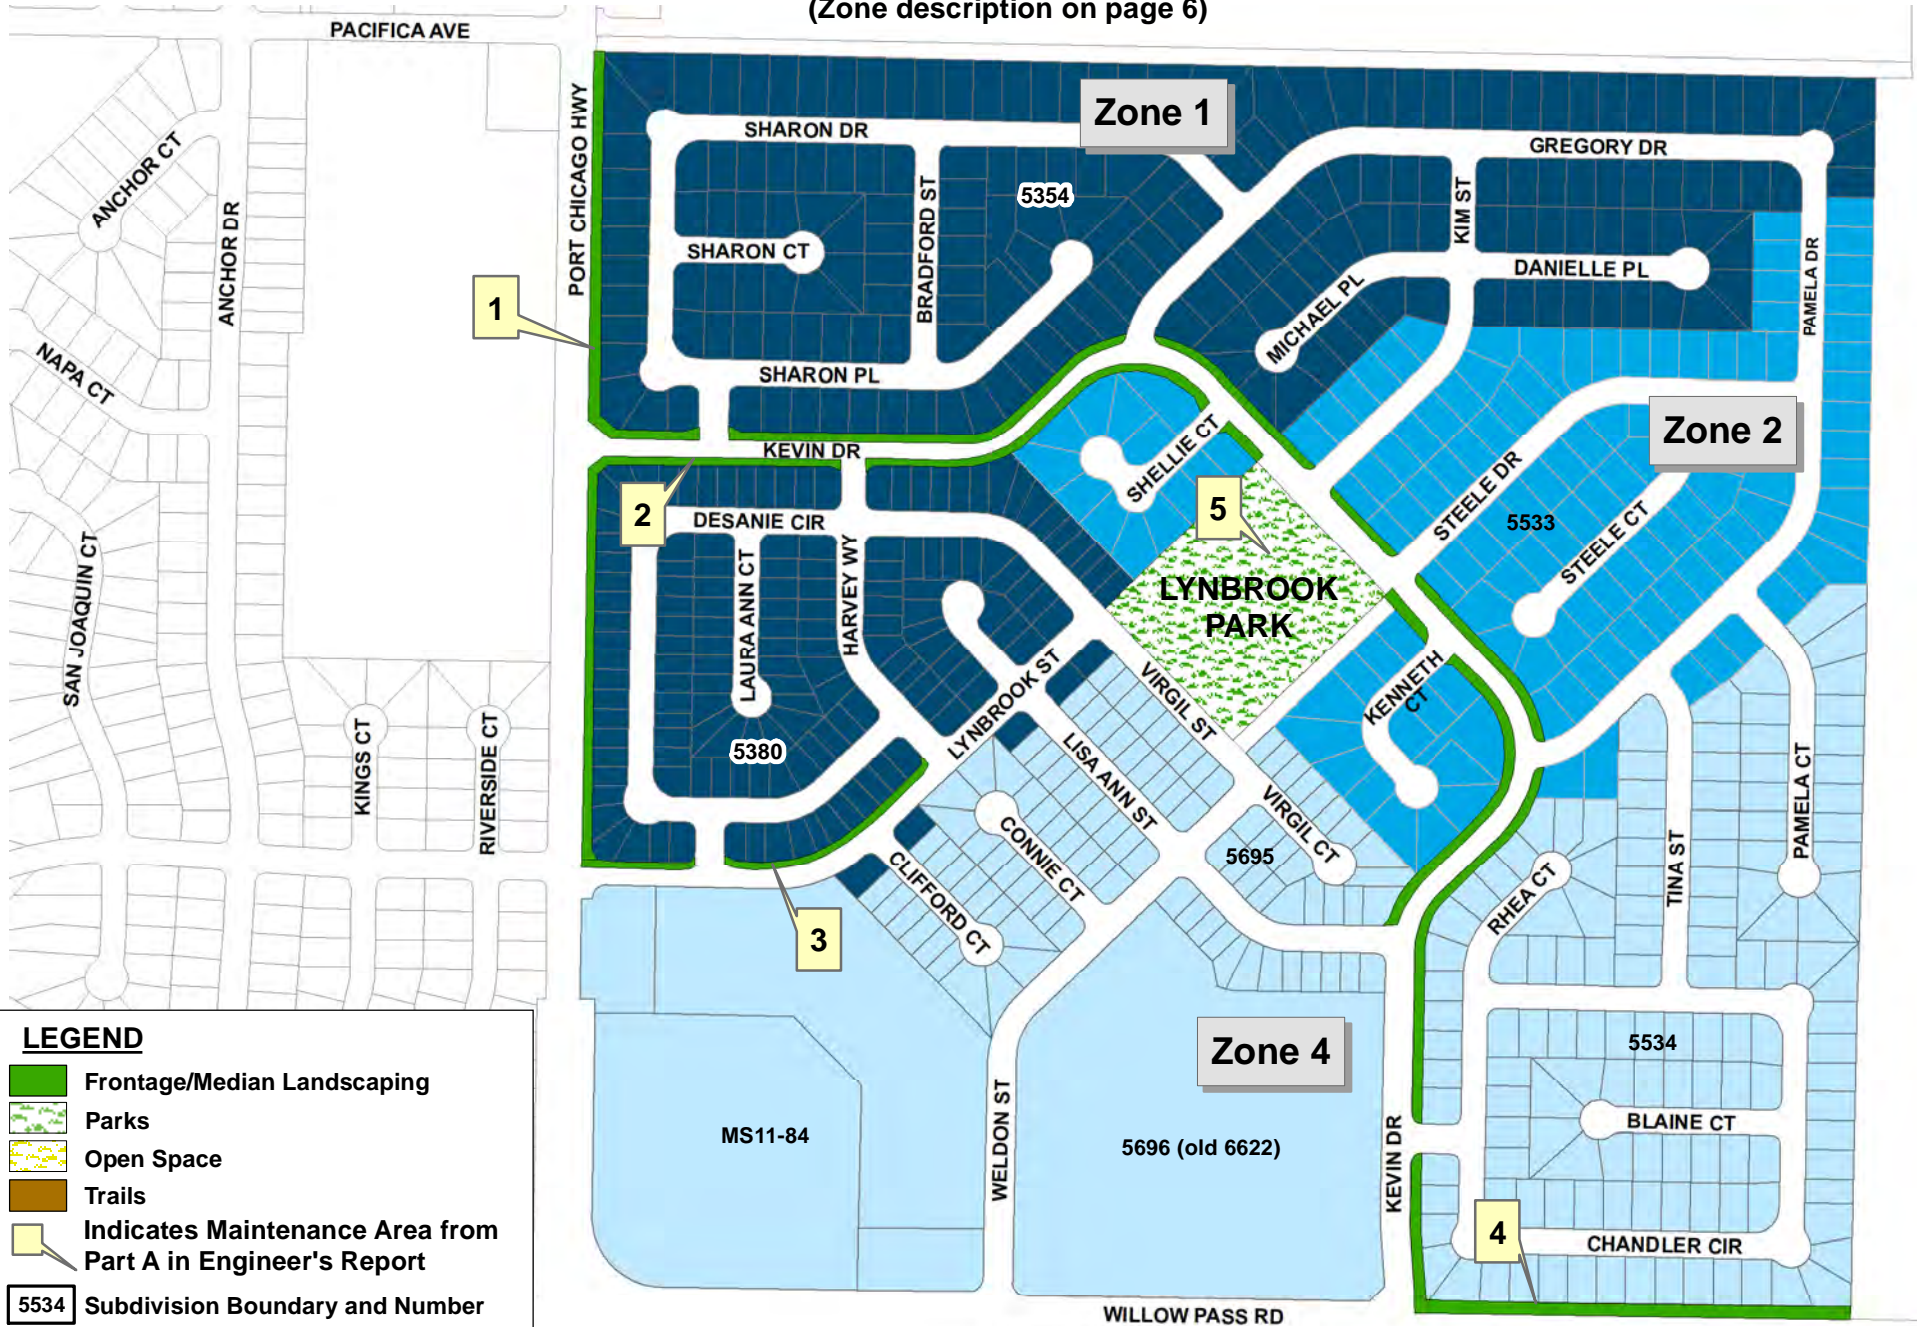 (Zone description on page 6)
PACIFICA AVE
PORT CHICAGO HWY
ANCHOR CT
ANCHOR DR
NAPA CT
SAN JOAQUIN CT
KINGS CT
RIVERSIDE CT
Zone 1
SHARON DR
GREGORY DR
5354
BRADFORD ST
KIM ST
SHARON CT
DANIELLE PL
PAMELA DR
MICHAEL PL
1
SHARON PL
KEVIN DR
SHELLIE CT
Zone 2
STEELE DR
5533
STEELE CT
2
DESANIE CIR
5
LAURA ANN CT
HARVEY WY
LYNBROOK
PARK
KENNETH
CT
LYNBROOK ST
VIRGIL ST
5380
LISA ANN ST
VIRGIL CT
PAMELA CT
TINA ST
CONNIE CT
5695
CLIFFORD CT
RHEA CT
3
Zone 4
5534
WELDON ST
MS11-84
5696 (old 6622)
KEVIN DR
BLAINE CT
4
CHANDLER CIR
WILLOW PASS RD
LEGEND
Frontage/Median Landscaping
Parks
Open Space
Trails
Indicates Maintenance Area from
Part A in Engineer's Report
5534 Subdivision Boundary and Number